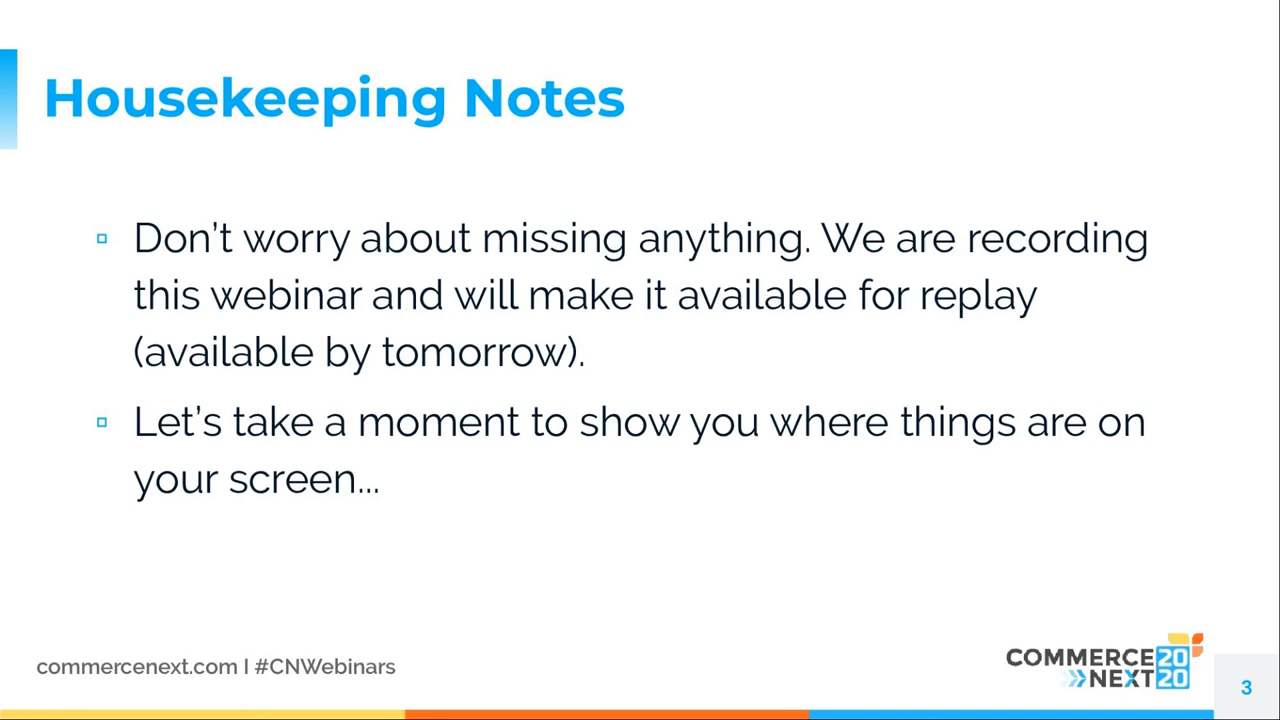 Housekeeping Notes
Don’t worry about missing anything. We are recording
this webinar and will make it available for replay
(available by tomorrow).
Let’s take a moment to show you where things are on
your screen...
commercenext.com I #CNWebinars
COMMERCE 20
NEXT 20
3